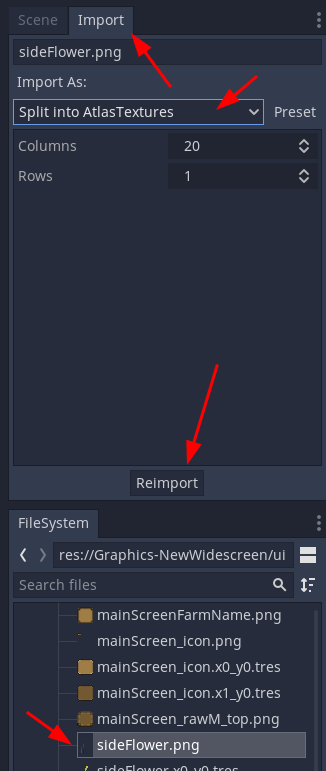 Scene Import
sideFlower.png
Import As:
Split into AtlasTextures Preset
Columns 20
Rows 1
Reimport
FileSystem
res://Graphics-NewWidescreen/ui
Search files
mainScreenFarmName.png
mainScreen_icon.png
mainScreen_icon.x0_y0.tres
mainScreen_icon.x1_y0.tres
mainScreen_rawM_top.png
sideFlower.png
sideFlower.x0_y0.tres